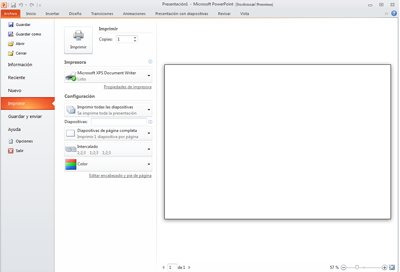 Presentación1 - Microsoft PowerPoint
Archivo Inicio Insertar Diseño Transiciones Animaciones Presentación con diapositivas Revisar Vista
Guardar
Guardar como
Abrir
Cerrar
Información
Reciente
Nuevo
Imprimir
Guardar y enviar
Ayuda
Opciones
Salir
Imprimir
Copias: 1
Imprimir
Impresora
Microsoft XPS Document Writer
Listo
Propiedades de impresora
Configuración
Imprimir todas las diapositivas
Se imprime toda la presentación
Diapositivas:
Diapositivas de página completa
Imprimir 1 diapositiva por página
Intercalado
1;2;3 1;2;3 1;2;3
Color
Editar encabezado y pie de página
1 de 1
57 %